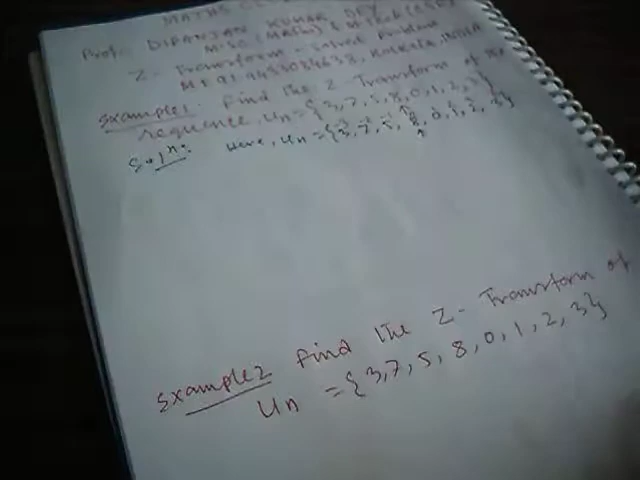 MATHS
Prof. DIPANJAN KUMAR DEY
M.SC (MATHS)
Z- Transform - solved Problem
KOLKATA, INDIA
Example1. Find the Z- Transform of the
sequence, un = {3,7,5,8,0,1,2,3}
Soln: Here, un = {3, 7, 5, 8, 0, 1, 2, 3}
Example2 Find The Z- Transform of
un = {3,7,5,8,0,1,2,3}